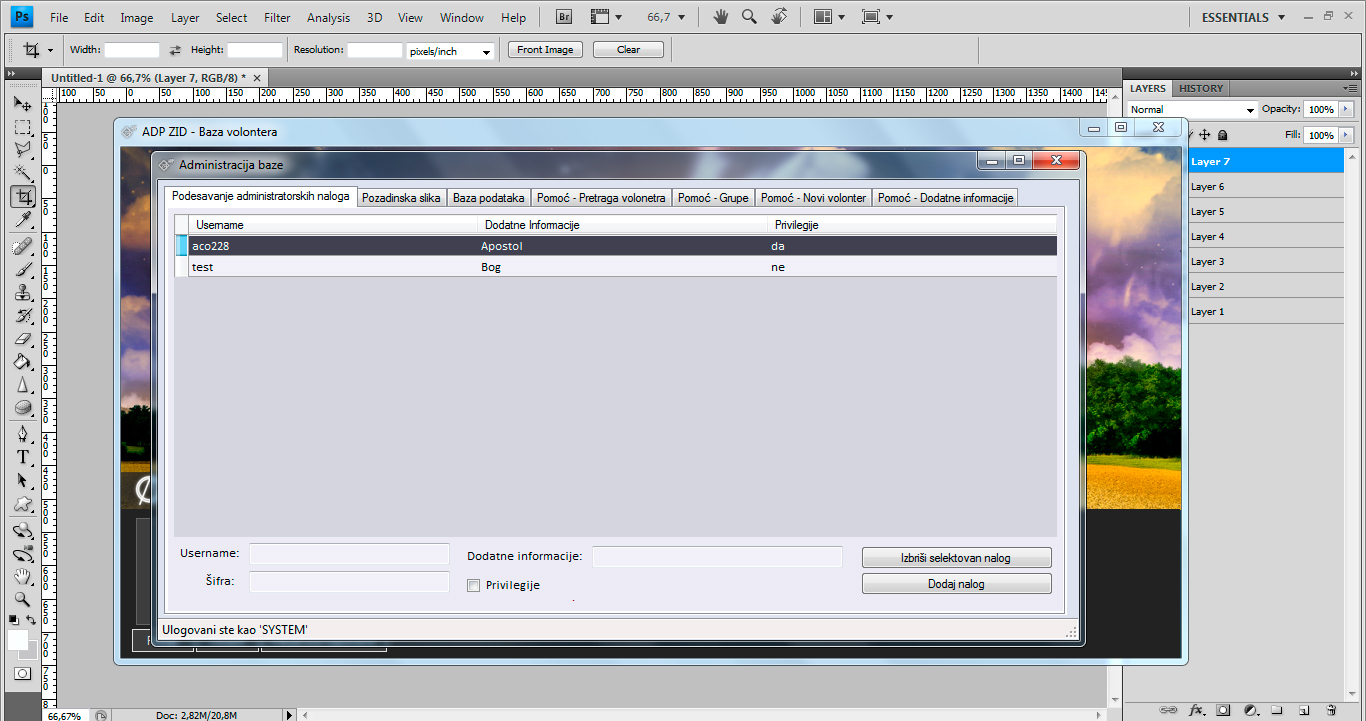 Ps File Edit Image Layer Select Filter Analysis 3D View Window Help Br 66,7 ESSENTIALS
Width: Height: Resolution: pixels/inch Front Image Clear
Untitled-1 @ 66,7% (Layer 7, RGB/8) *
100 50 0 50 100 150 200 250 300 350 400 450 500 550 600 650 700 750 800 850 900 950 1000 1050 1100 1150 1200 1250 1300 1350 1400
LAYERS HISTORY
Normal Opacity: 100%
Fill: 100%
Layer 7
Layer 6
Layer 5
Layer 4
Layer 3
Layer 2
Layer 1
ADP ZID - Baza volontera
Administracija baze
Podesavanje administratorskih naloga Pozadinska slika Baza podataka Pomoć - Pretraga volonetra Pomoć - Grupe Pomoć - Novi volonter Pomoć - Dodatne informacije
Username Dodatne Informacije Privilegije
aco228 Apostol da
test Bog ne
Username: Dodatne informacije: Izbriši selektovan nalog
Šifra: Privilegije Dodaj nalog
Ulogovani ste kao 'SYSTEM'
66,67% Doc: 2,82M/20,8M